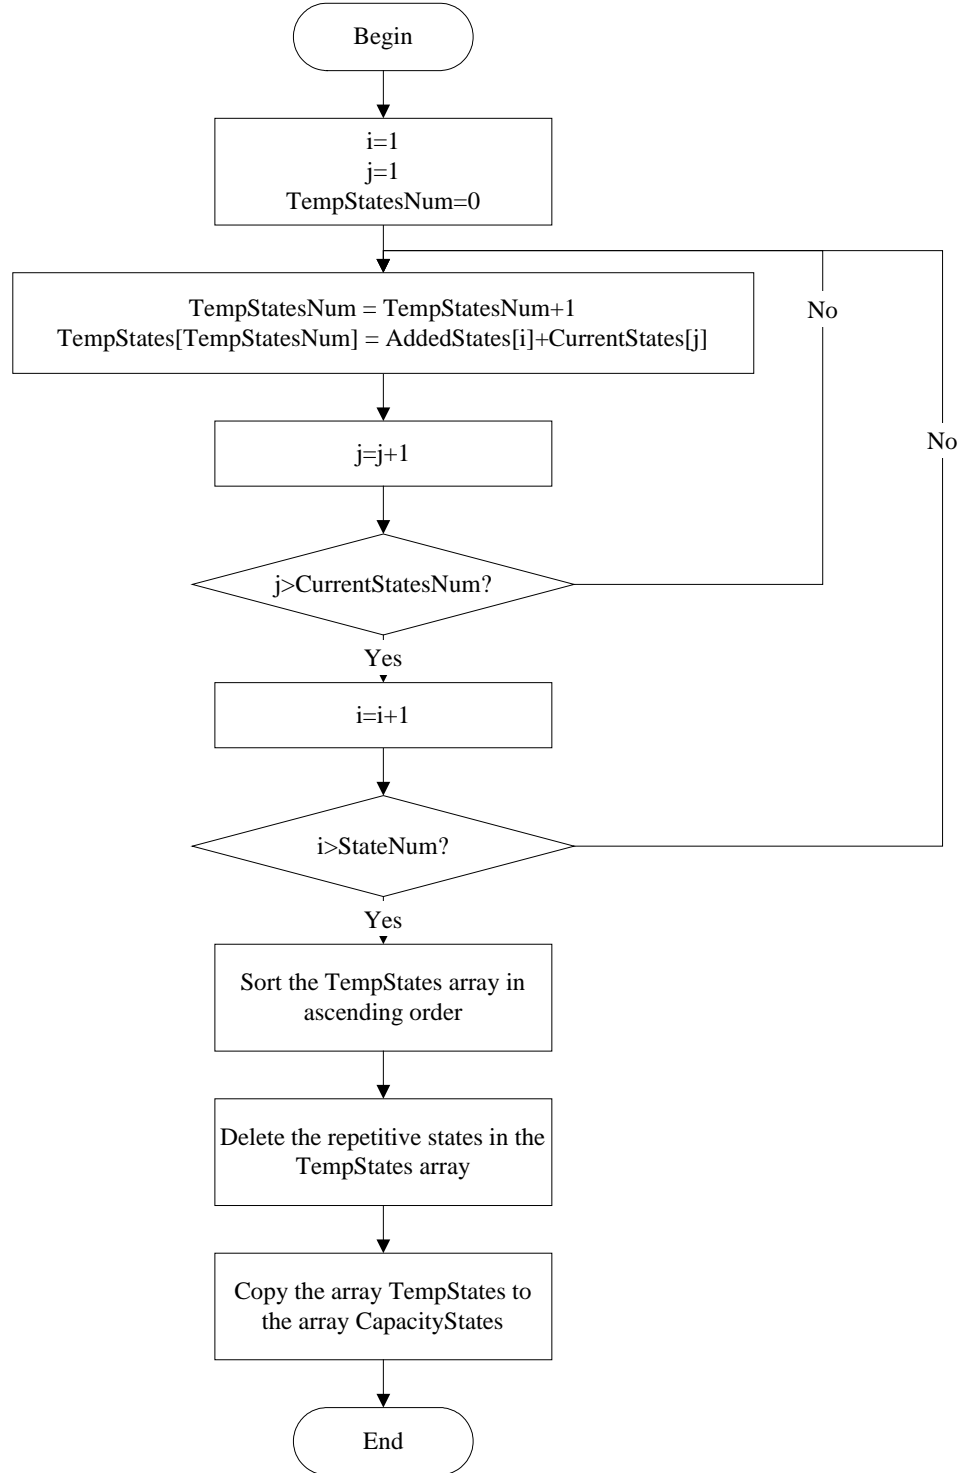 Begin
i=1
j=1
TempStatesNum=0
TempStatesNum = TempStatesNum+1
TempStates[TempStatesNum] = AddedStates[i]+CurrentStates[j]
No
j=j+1
No
j>CurrentStatesNum?
Yes
i=i+1
i>StateNum?
Yes
Sort the TempStates array in
ascending order
Delete the repetitive states in the
TempStates array
Copy the array TempStates to
the array CapacityStates
End